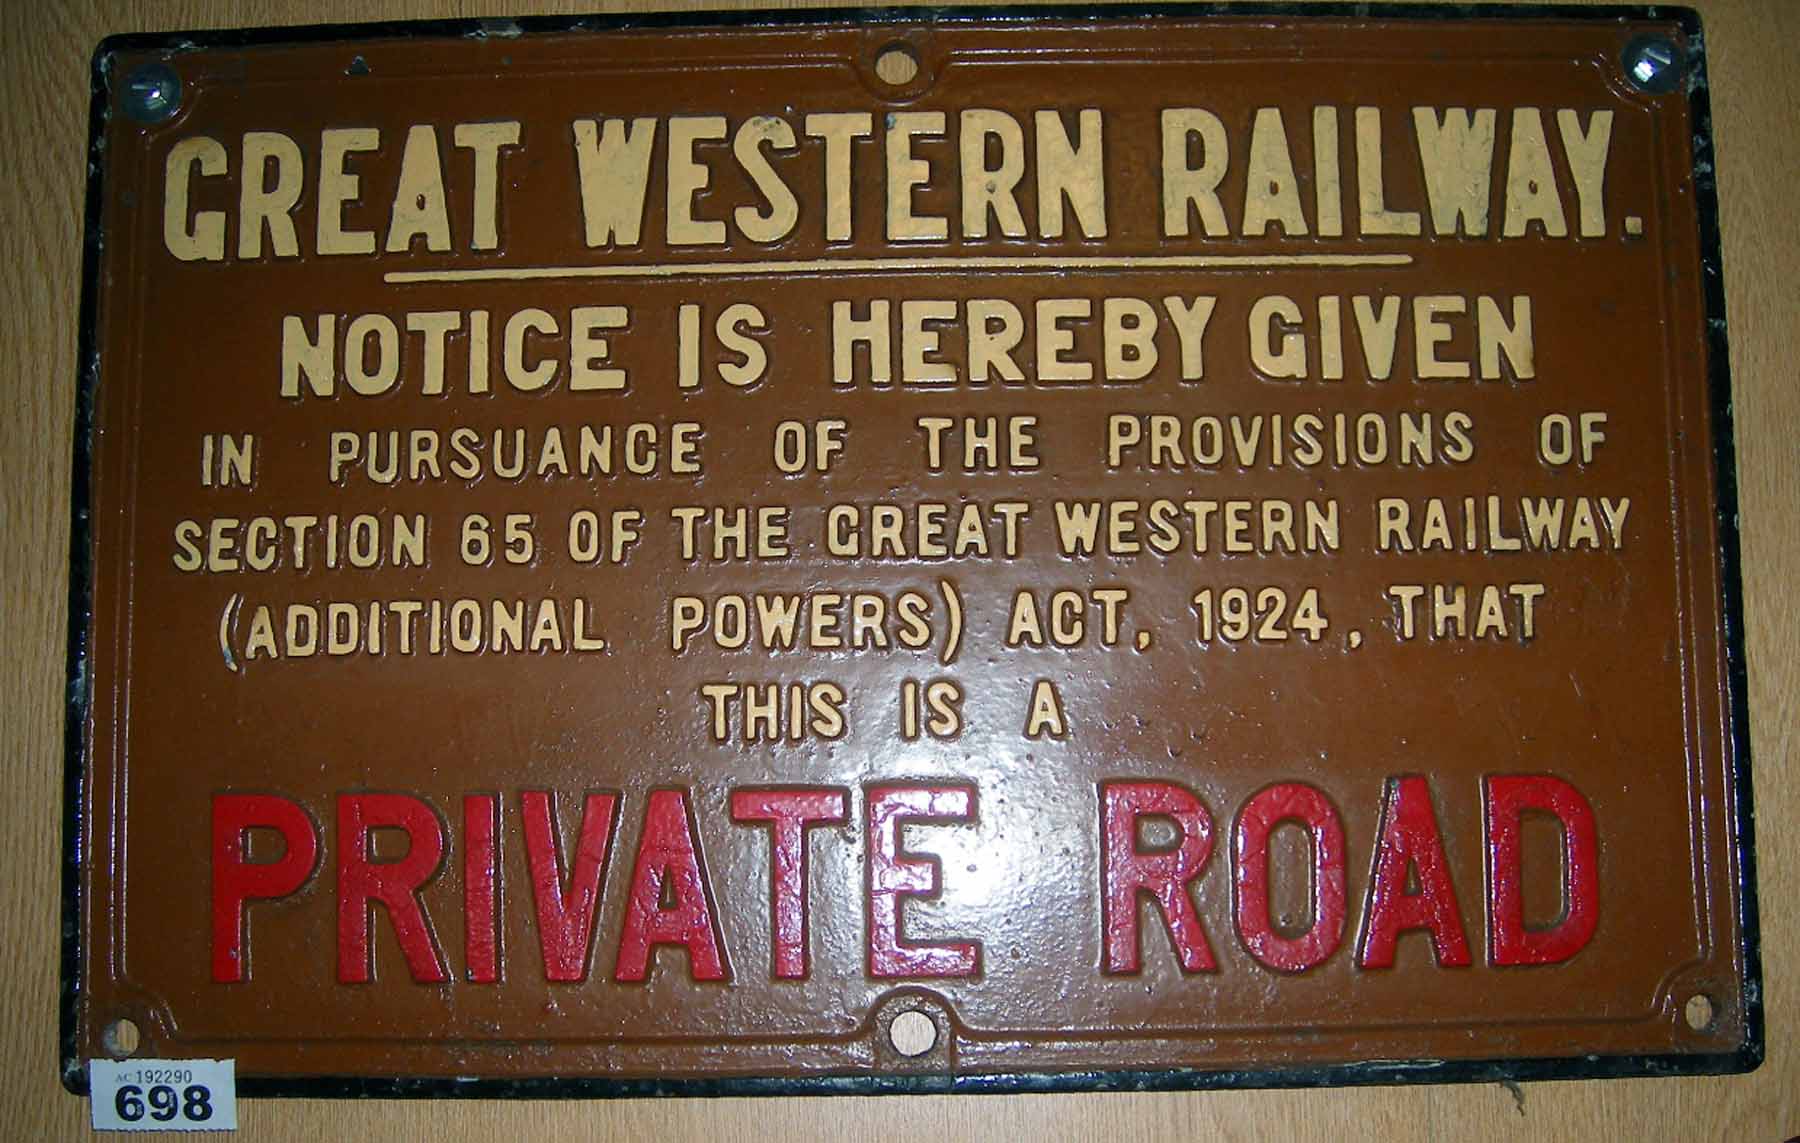 GREAT WESTERN RAILWAY.
NOTICE IS HEREBY GIVEN
IN PURSUANCE OF THE PROVISIONS OF
SECTION 65 OF THE GREAT WESTERN RAILWAY
(ADDITIONAL POWERS) ACT, 1924, THAT
THIS IS A
PRIVATE ROAD
AC 192290
698